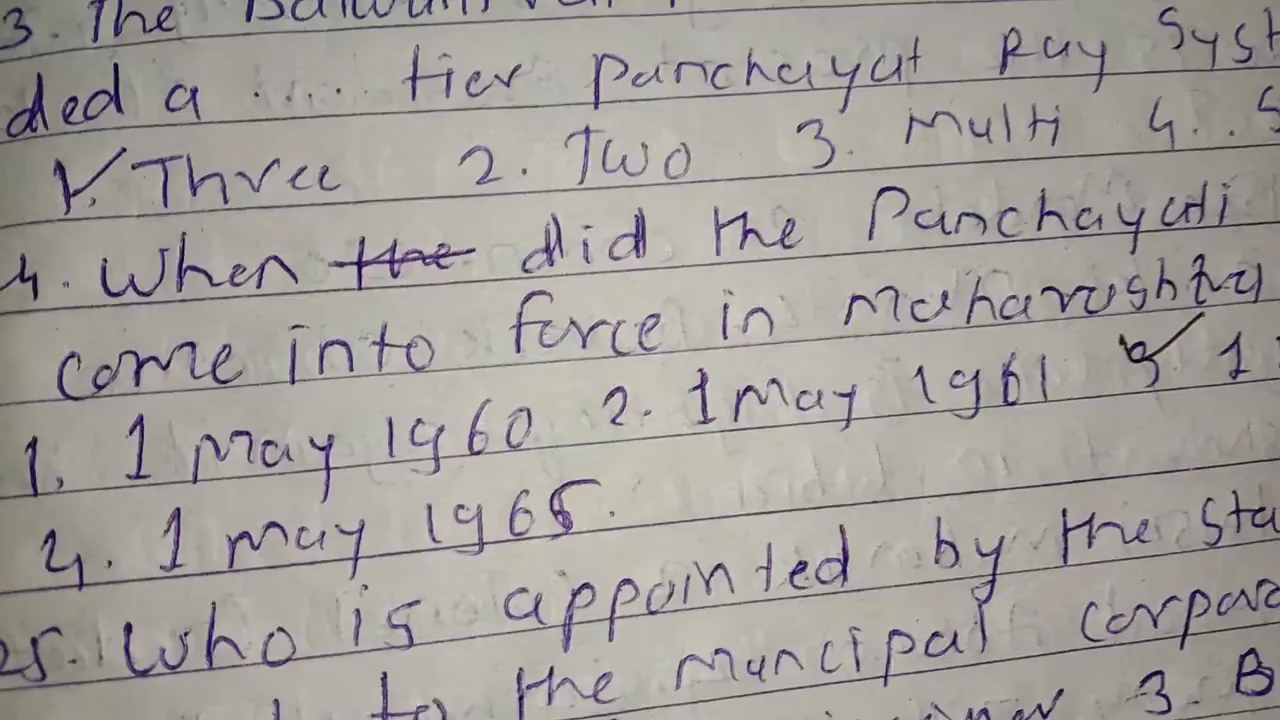 3. The
ded a ..... tier panchayat Raj Syst
1. Three 2. Two 3. Multi 4. .
4. When the did the Panchayati
come into force in maharashtra
1. 1 may 1960 2. 1 may 1961 3. 1
4. 1 may 1965.
25. Who is appointed by the Sta
to the muncipal corpora
3. B